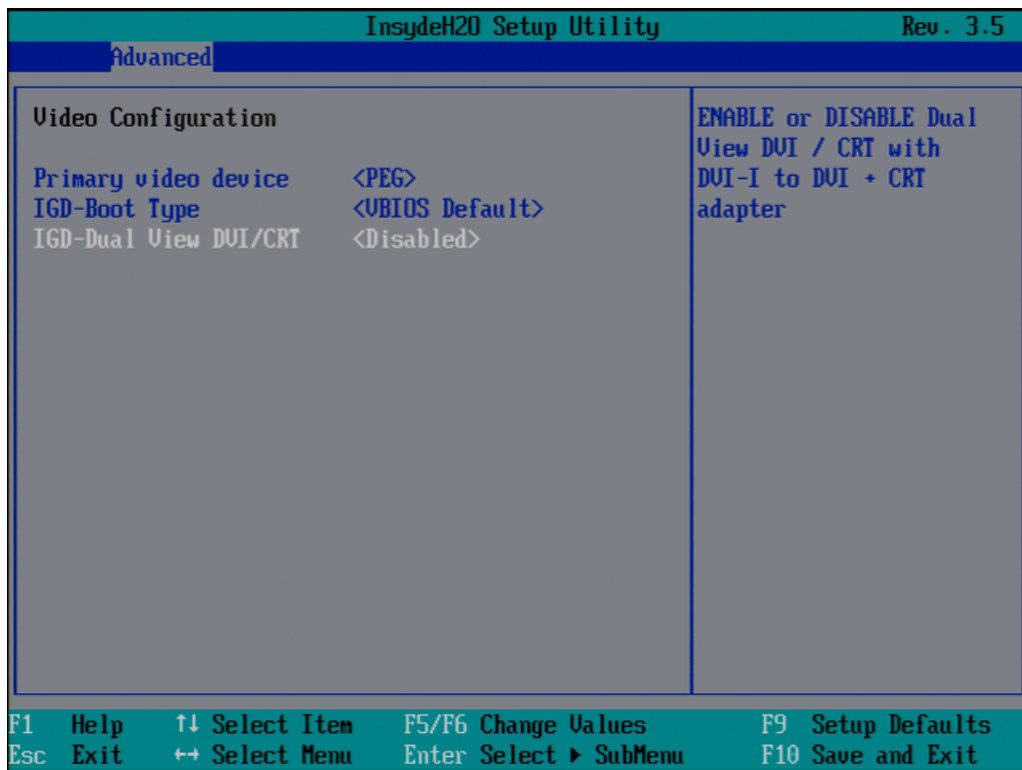 InsydeH2O Setup Utility Rev. 3.5
Advanced
Video Configuration
Primary video device <PEG>
IGD-Boot Type <VBIOS Default>
IGD-Dual View DVI/CRT <Disabled>
ENABLE or DISABLE Dual
View DVI / CRT with
DVI-I to DVI + CRT
adapter
F1 Help ↑↓ Select Item F5/F6 Change Values F9 Setup Defaults
Esc Exit ↔ Select Menu Enter Select ▶ SubMenu F10 Save and Exit